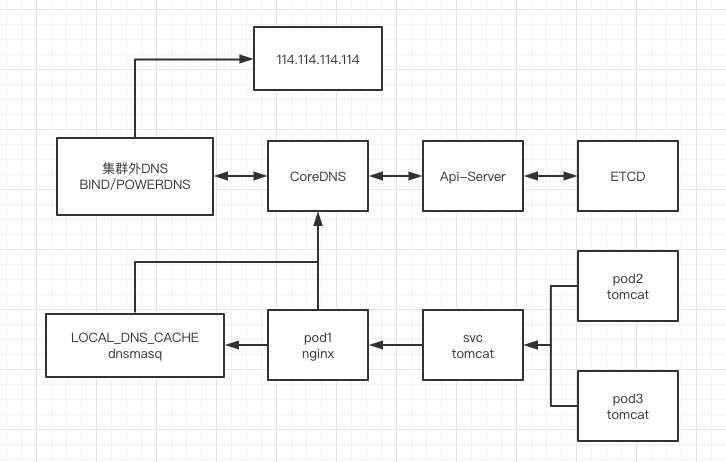 114.114.114.114
集群外DNS
BIND/POWERDNS
CoreDNS
Api-Server
ETCD
pod2
tomcat
LOCAL_DNS_CACHE
dnsmasq
pod1
nginx
svc
tomcat
pod3
tomcat